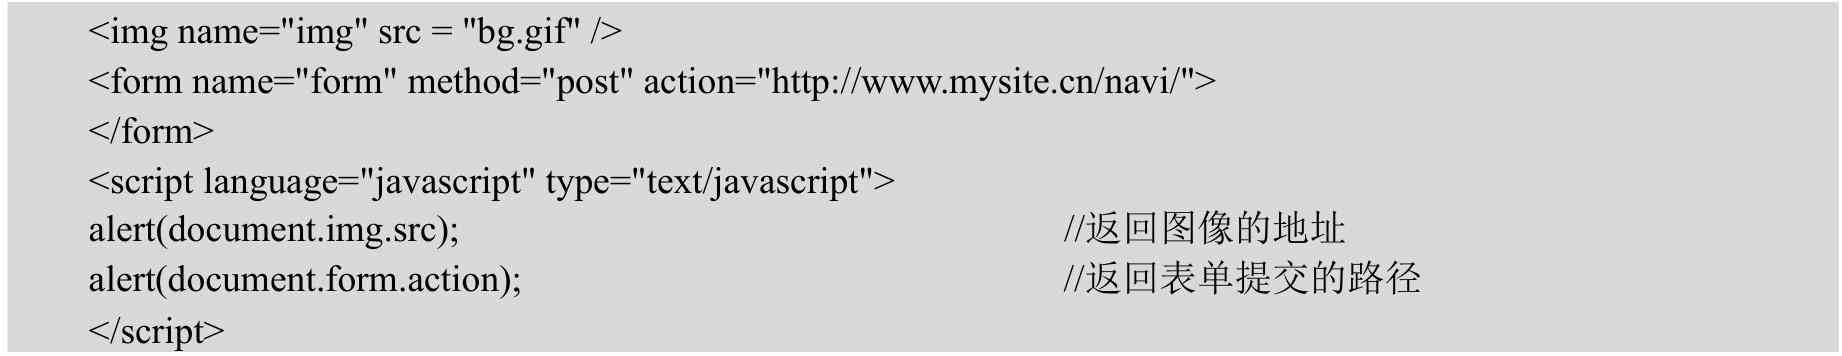 <img name="img" src = "bg.gif" />
<form name="form" method="post" action="http://www.mysite.cn/navi/">
</form>
<script language="javascript" type="text/javascript">
alert(document.img.src); //返回图像的地址
alert(document.form.action); //返回表单提交的路径
</script>